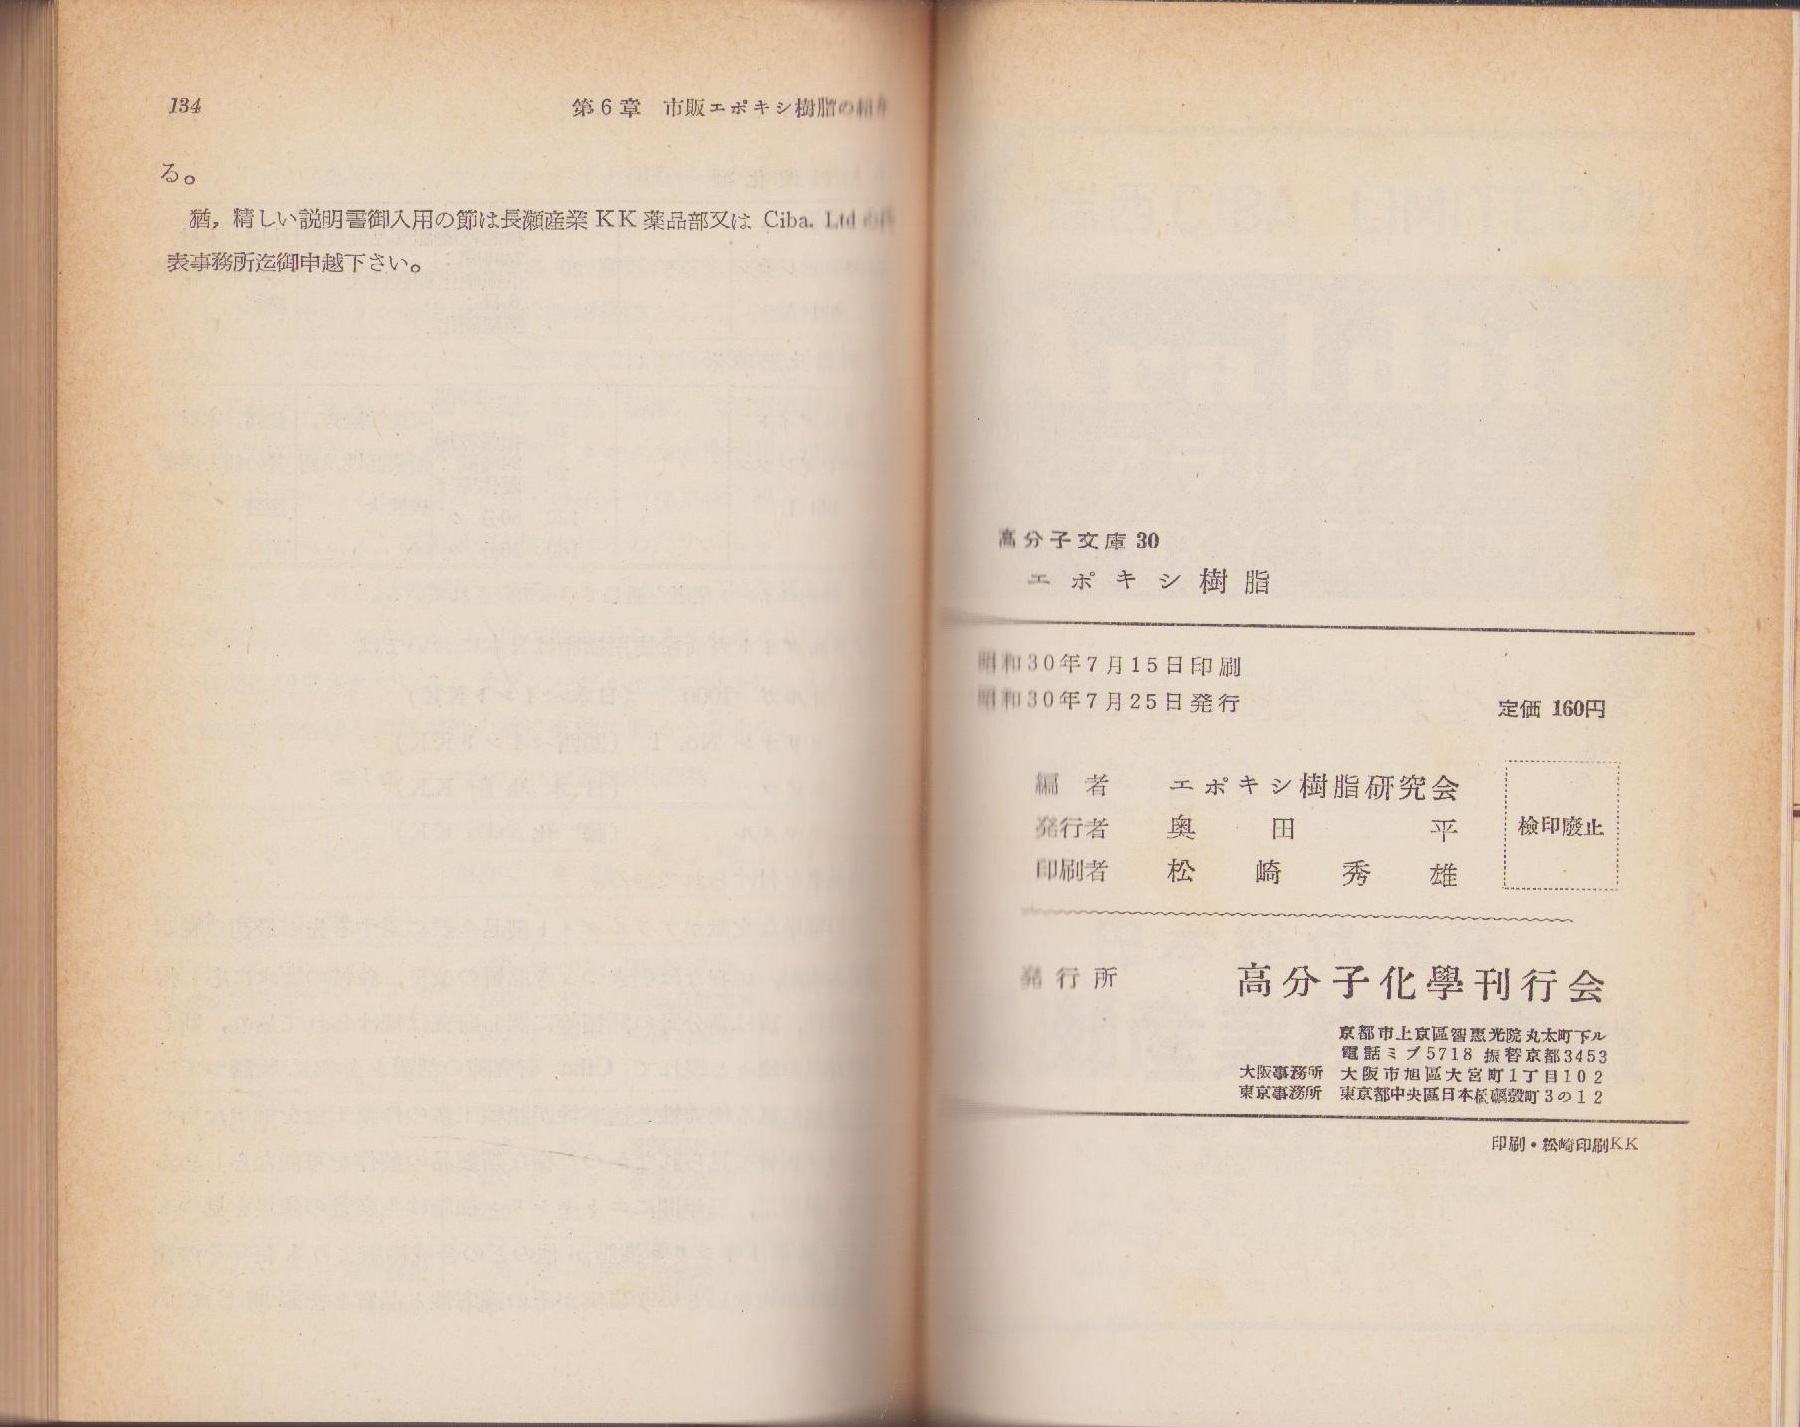 134
第6章 市販エポキシ樹脂の
る。
猶，精しい説明書御入用の節は長瀬産業KK薬品部又は Ciba. Ltd の
表事務所迄御申越下さい。
高分子文庫 30
エポキシ樹脂
昭和30年7月15日印刷
昭和30年7月25日発行
定価 160円
編者 エポキシ樹脂研究会
発行者 奥田平
印刷者 松崎秀雄
検印廃止
発行所 高分子化學刊行会
京都市上京區智恵光院丸太町下ル
電話ミブ5718 振替京都3453
大阪事務所 大阪市旭區大宮町1丁目102
東京事務所 東京都中央區日本橋蠣殻町3の12
印刷・松崎印刷KK